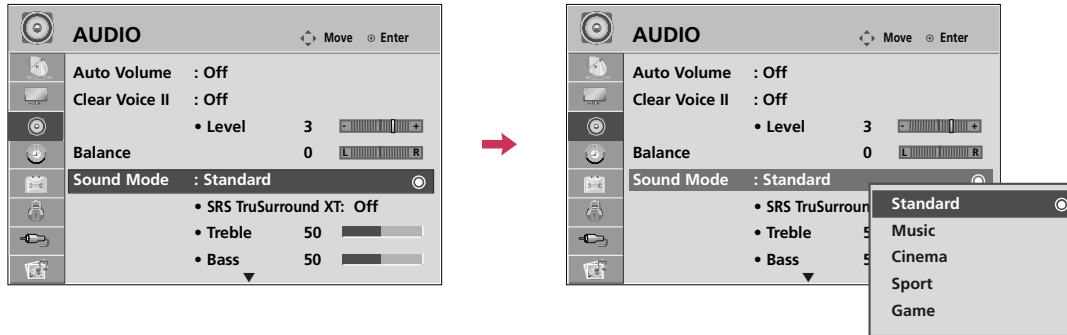 AUDIO
Move Enter
Auto Volume : Off
Clear Voice II : Off
• Level 3 - +
Balance 0 L R
Sound Mode : Standard
• SRS TruSurround XT: Off
• Treble 50
• Bass 50
AUDIO
Move Enter
Auto Volume : Off
Clear Voice II : Off
• Level 3 - +
Balance 0 L R
Sound Mode : Standard
• SRS TruSurroun
• Treble 5
• Bass 5
Standard
Music
Cinema
Sport
Game